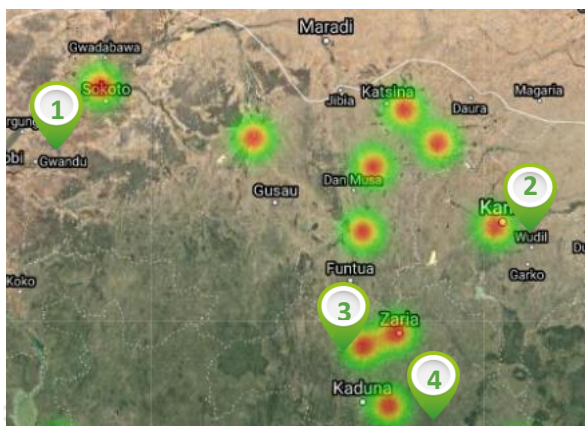 Maradi
Gwadabawa
Sokoto
Jibia
Katsina
Daura
Magaria
1
Gwandu
Dan Musa
Gusau
2
Wudil
Garko
Koko
Funtua
3
Zaria
Kaduna
4